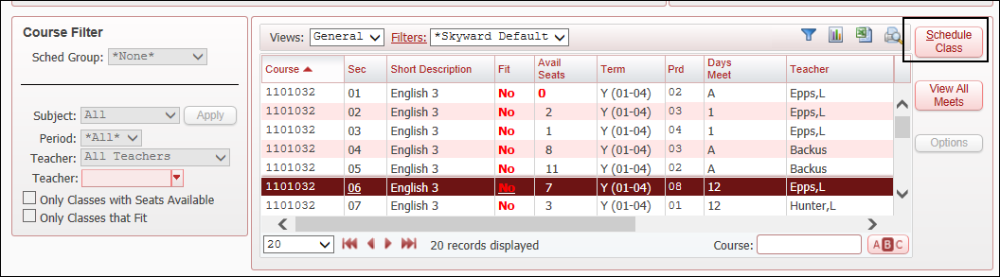 Course Filter
Sched Group: *None*
Subject: All Apply
Period: *All*
Teacher: All Teachers
Teacher:
Only Classes with Seats Available
Only Classes that Fit
Views: General Filters: *Skyward Default
Course Sec Short Description Fit Avail Seats Term Prd Days Meet Teacher
1101032 01 English 3 No 0 Y (01-04) 02 A Epps,L
1101032 02 English 3 No 2 Y (01-04) 03 1 Epps,L
1101032 03 English 3 No 1 Y (01-04) 04 1 Epps,L
1101032 04 English 3 No 8 Y (01-04) 03 A Backus
1101032 05 English 3 No 11 Y (01-04) 02 A Backus
1101032 06 English 3 No 7 Y (01-04) 08 12 Epps,L
1101032 07 English 3 No 3 Y (01-04) 01 12 Hunter,L
20 20 records displayed Course: A B C
Schedule
Class
View All
Meets
Options